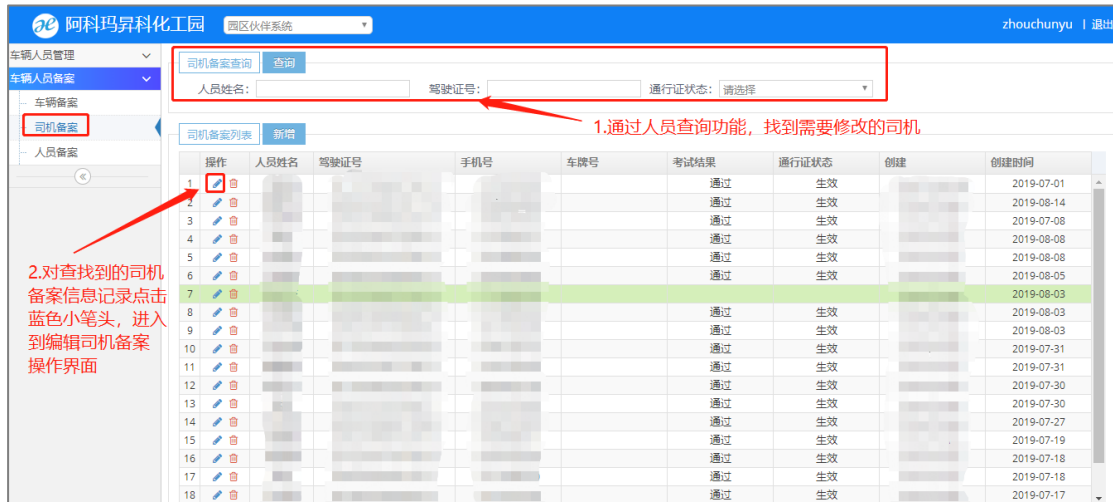 阿科玛昇科化工园 园区伙伴系统 zhouchunyu | 退出
车辆人员管理
车辆人员备案
车辆备案
司机备案
人员备案
司机备案查询 查询
人员姓名: 驾驶证号: 通行证状态: 请选择
1.通过人员查询功能，找到需要修改的司机
司机备案列表 新增
操作 人员姓名 驾驶证号 手机号 车牌号 考试结果 通行证状态 创建 创建时间
1 通过 生效 2019-07-01
2 通过 生效 2019-08-14
3 通过 生效 2019-07-08
4 通过 生效 2019-08-08
5 通过 生效 2019-08-08
6 通过 生效 2019-08-05
7 2019-08-03
8 通过 生效 2019-08-03
9 通过 生效 2019-08-03
10 通过 生效 2019-07-31
11 通过 生效 2019-07-31
12 通过 生效 2019-07-30
13 通过 生效 2019-07-30
14 通过 生效 2019-07-27
15 通过 生效 2019-07-19
16 通过 生效 2019-07-18
17 通过 生效 2019-07-18
18 通过 生效 2019-07-17
2.对查找到的司机
备案信息记录点击
蓝色小笔头，进入
到编辑司机备案
操作界面